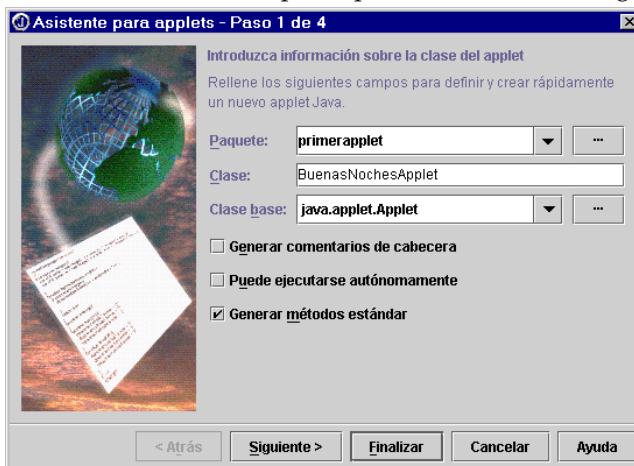 Asistente para applets - Paso 1 de 4
Introduzca información sobre la clase del applet
Rellene los siguientes campos para definir y crear rápidamente
un nuevo applet Java.
Paquete: primerapplet ...
Clase: BuenasNochesApplet
Clase base: java.applet.Applet ...
Generar comentarios de cabecera
Puede ejecutarse autónomamente
Generar métodos estándar
< Atrás Siguiente > Finalizar Cancelar Ayuda